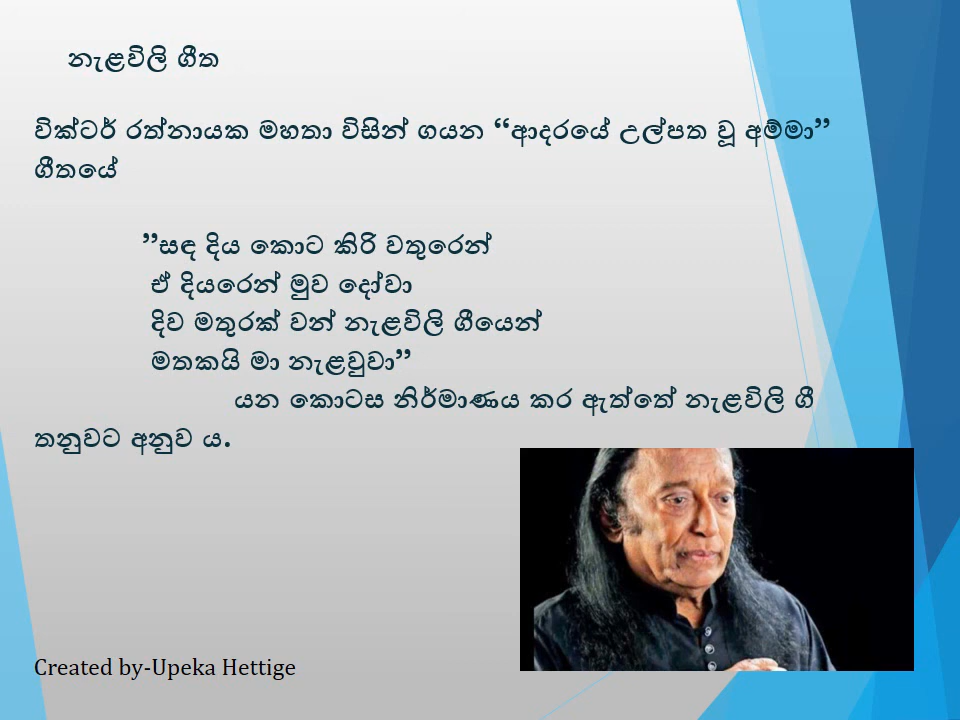 නැළවිලි ගීත
වික්ටර් රත්නායක මහතා විසින් ගයන “ආදරයේ උල්පත වූ අම්මා”
ගීතයේ
”සඳ දිය කොට කිරි වතුරෙන්
ඒ දියරෙන් මුව දෝවා
දිව මතුරක් වන් නැළවිලි ගීයෙන්
මතකයි මා නැළවුවා”
යන කොටස නිර්මාණය කර ඇත්තේ නැළවිලි ගී
තනුවට අනුව ය.
Created by-Upeka Hettige